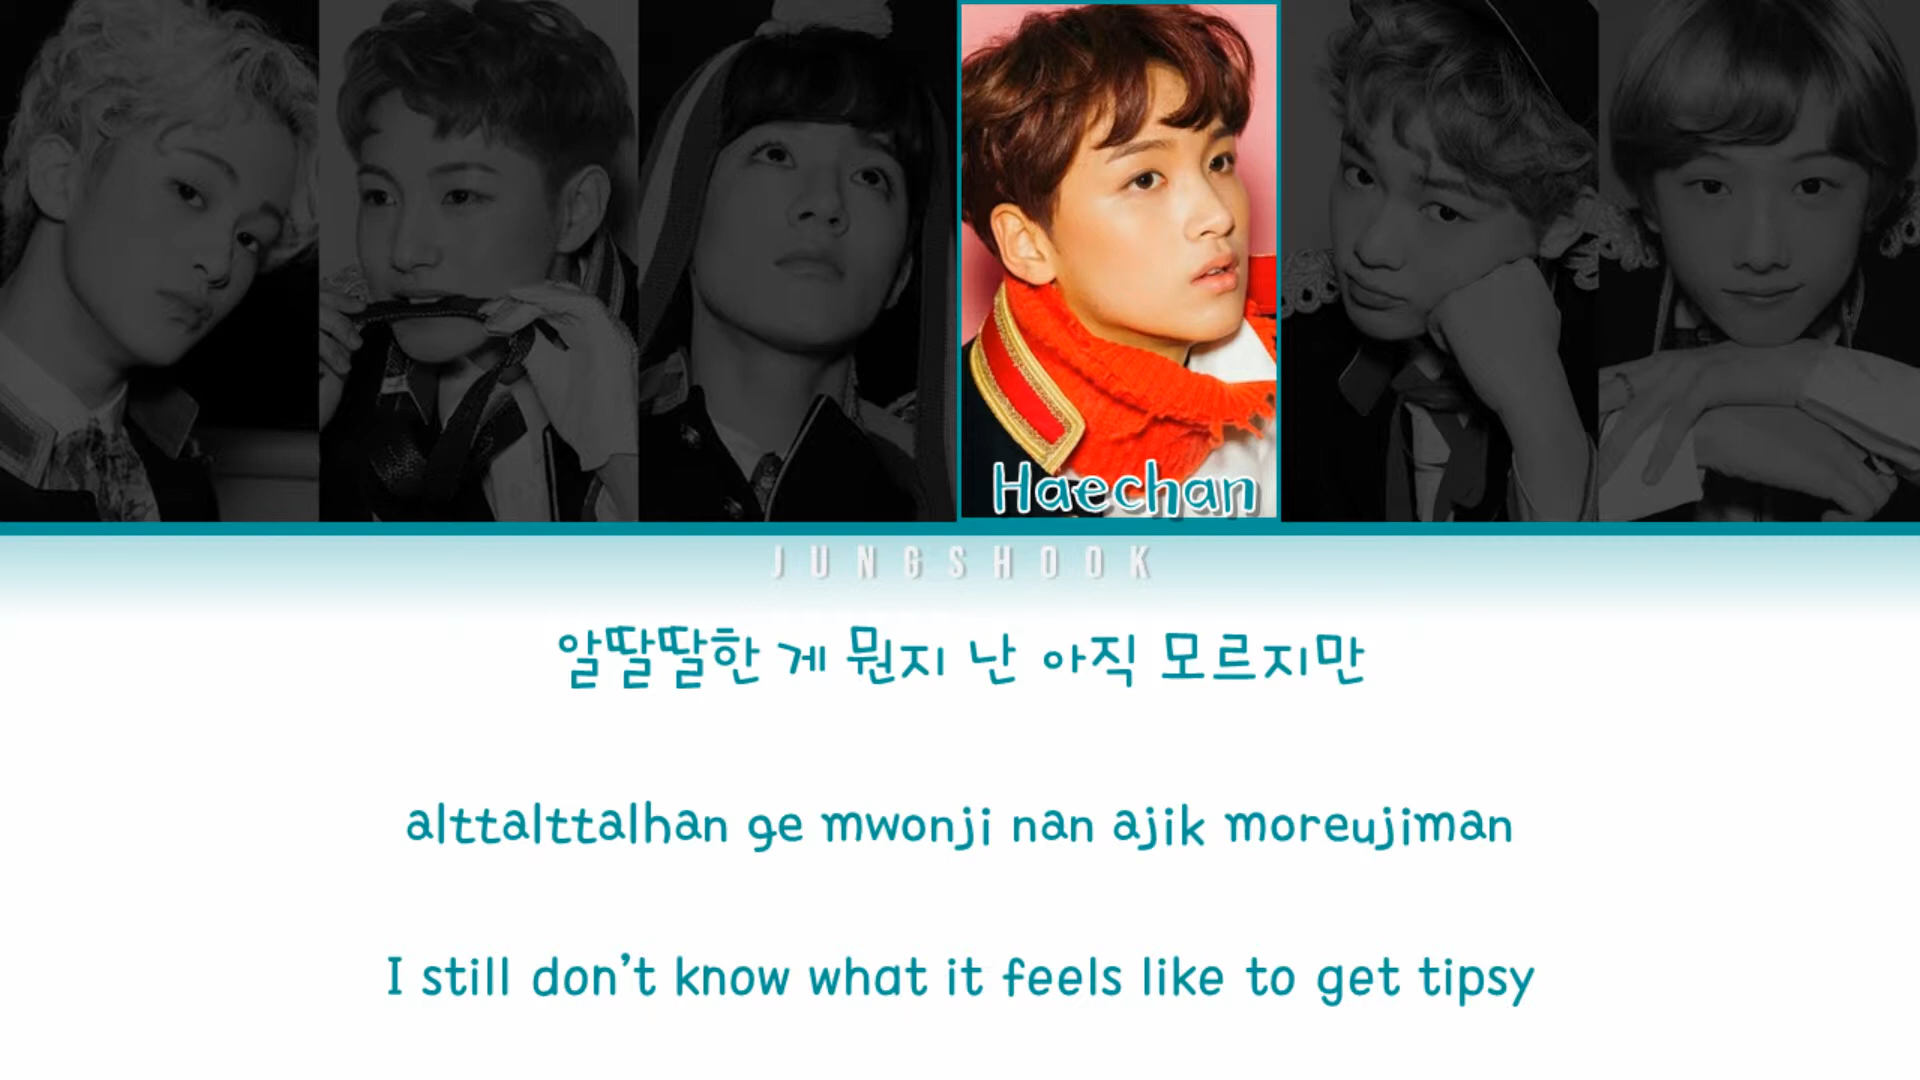 Haechan
JUNGSHOOK
알딸딸한 게 뭔지 난 아직 모르지만
alttalttalhan ge mwonji nan ajik moreujiman
I still don't know what it feels like to get tipsy